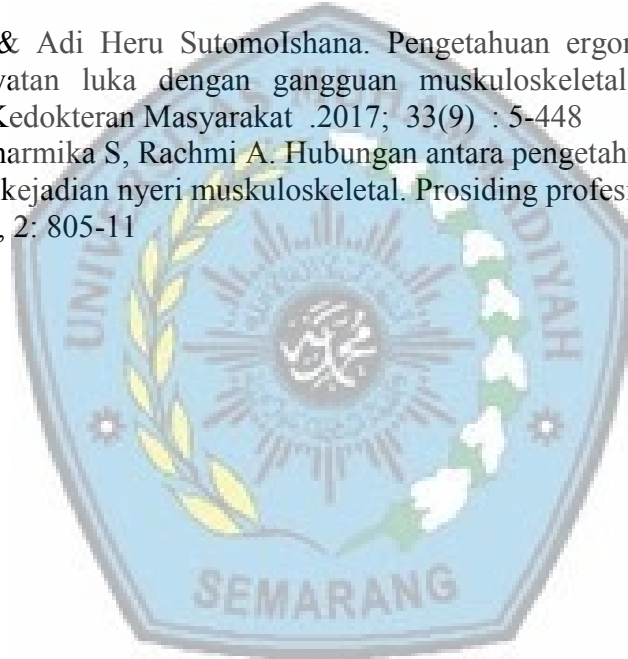 & Adi Heru SutomoIshana. Pengetahuan ergon
vatan luka dengan gangguan muskuloskeletal
Kedokteran Masyarakat .2017; 33(9) : 5-448
harmika S, Rachmi A. Hubungan antara pengetah
kejadian nyeri muskuloskeletal. Prosiding profes
, 2: 805-11
SEMARANG